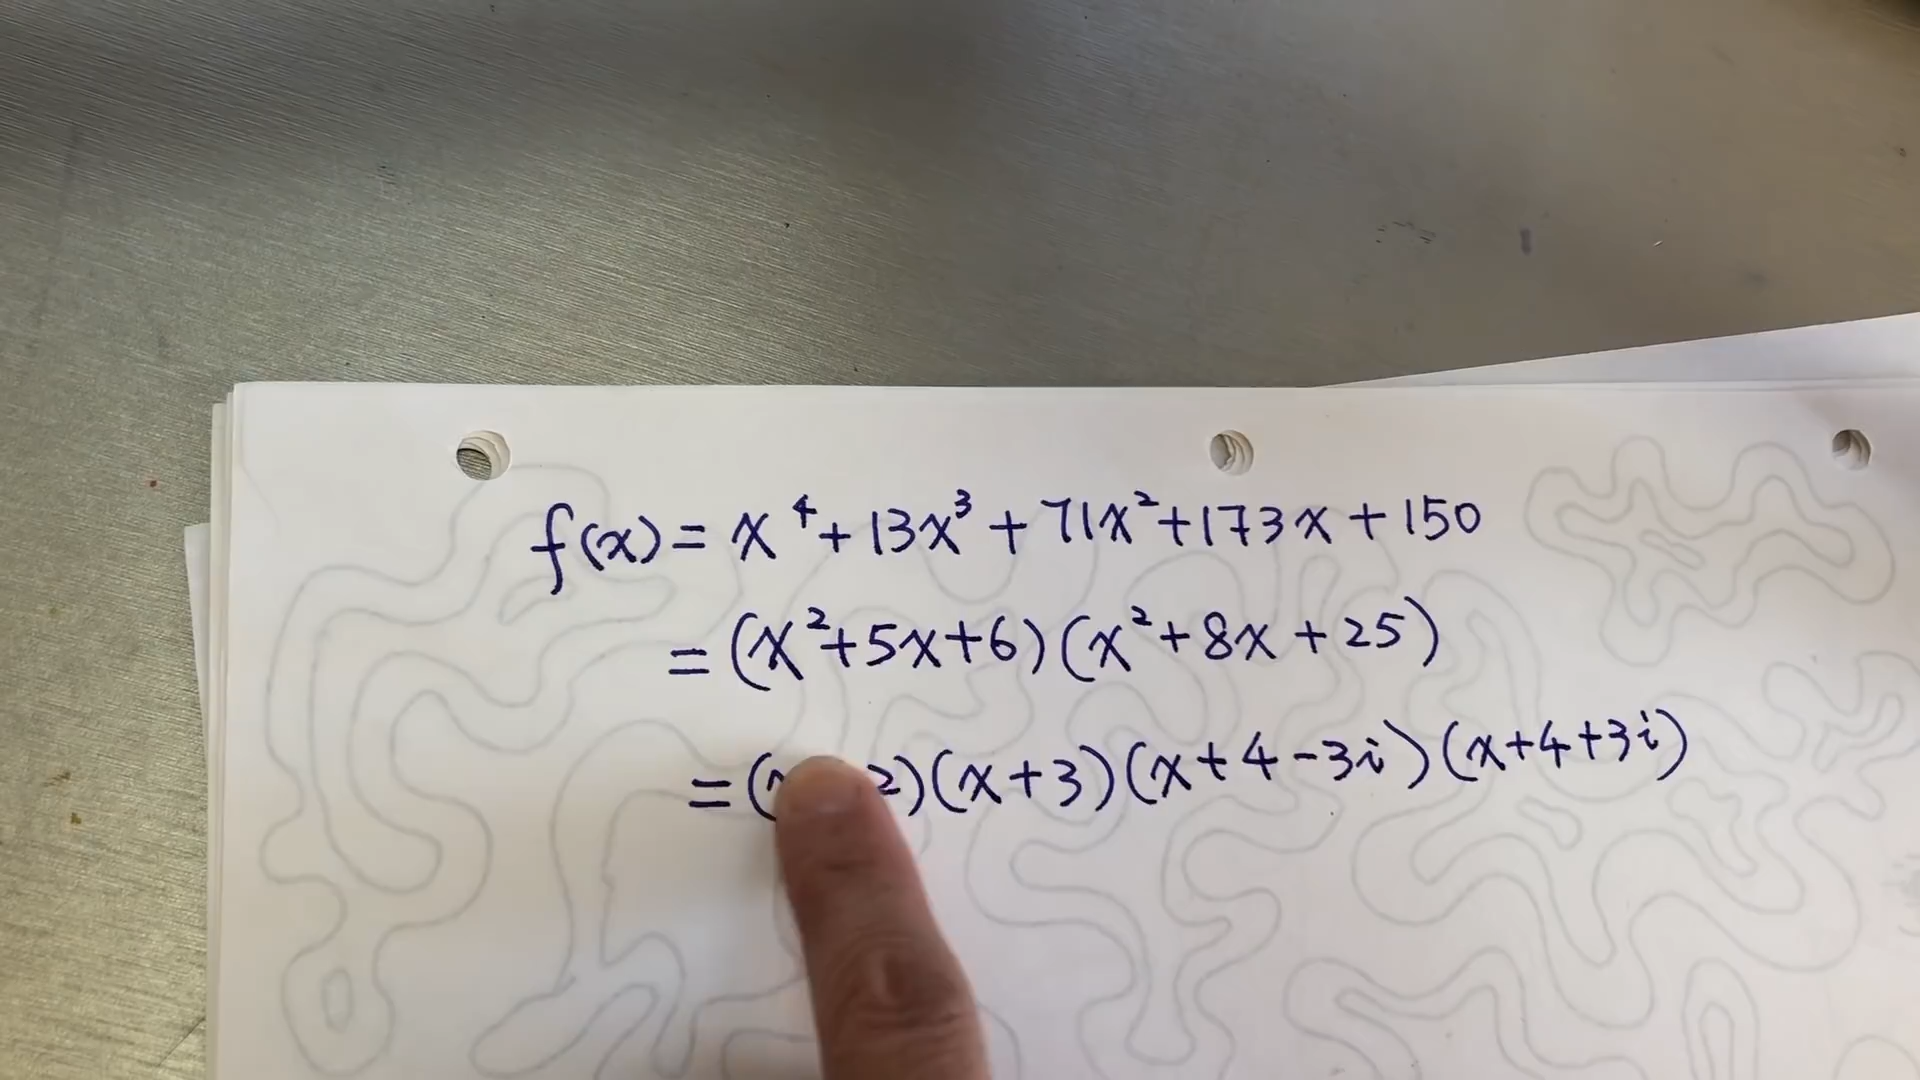 f(x) = x⁴ + 13x³ + 71x² + 173x + 150
= (x² + 5x + 6)(x² + 8x + 25)
= ( 2)(x + 3)(x + 4 - 3i)(x + 4 + 3i)